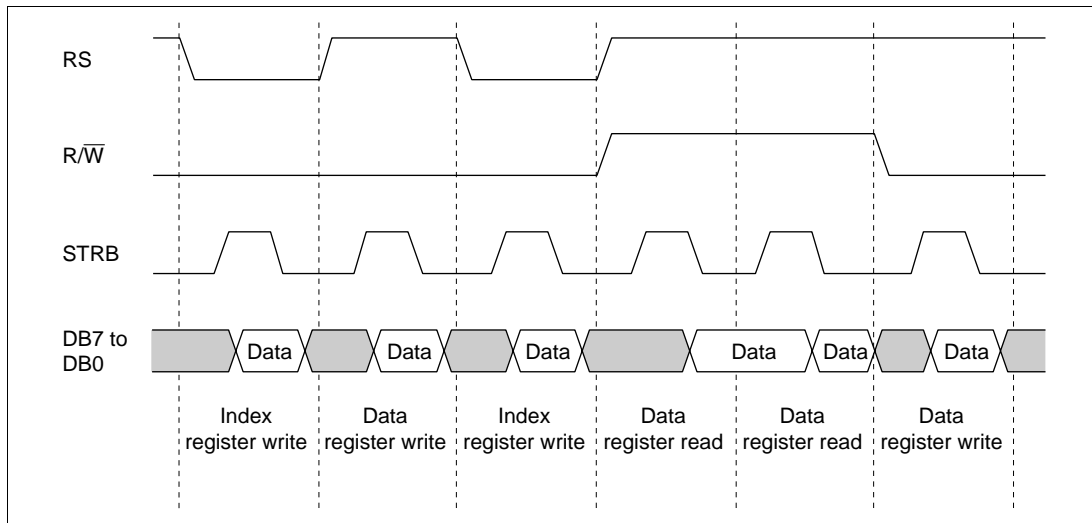 RS
R/W̅
STRB
DB7 to
DB0
Data Data Data Data Data Data
Index
register write
Data
register write
Index
register write
Data
register read
Data
register read
Data
register write